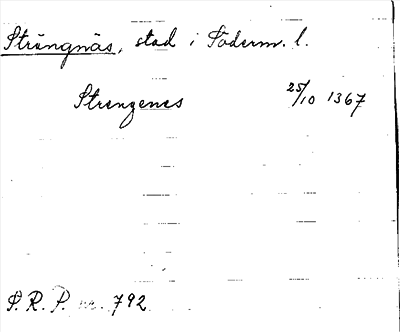 Strängnäs, stad i Söderm. l.
Strengenes 25/10 1367
S. R. P. nr. 792